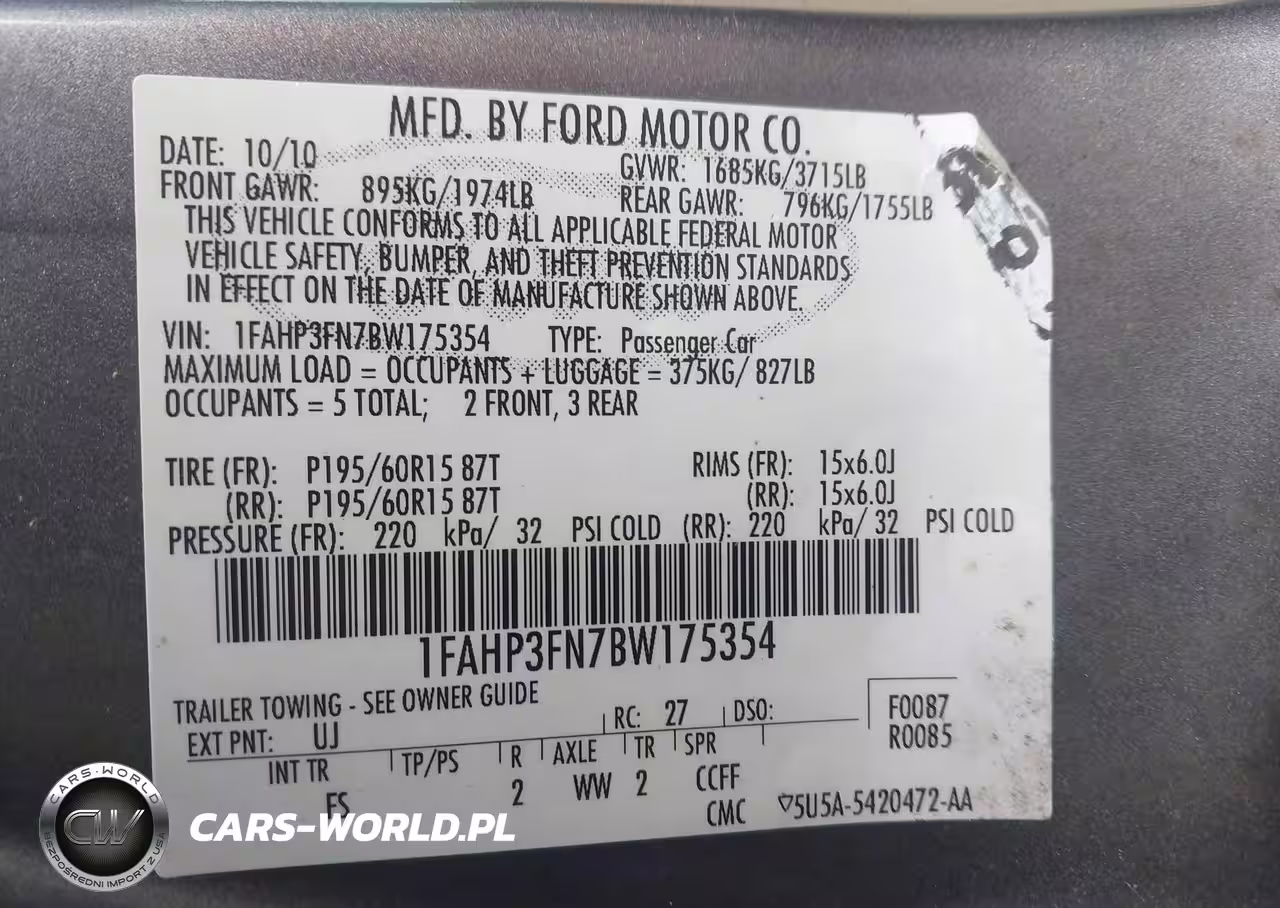 MFD. BY FORD MOTOR CO.
DATE: 10/10 GVWR: 1685KG/3715LB
FRONT GAWR: 895KG/1974LB REAR GAWR: 796KG/1755LB
THIS VEHICLE CONFORMS TO ALL APPLICABLE FEDERAL MOTOR
VEHICLE SAFETY, BUMPER, AND THEFT PREVENTION STANDARDS
IN EFFECT ON THE DATE OF MANUFACTURE SHOWN ABOVE.
VIN: 1FAHP3FN7BW175354 TYPE: Passenger Car
MAXIMUM LOAD = OCCUPANTS + LUGGAGE = 375KG/ 827LB
OCCUPANTS = 5 TOTAL; 2 FRONT, 3 REAR
TIRE (FR): P195/60R15 87T RIMS (FR): 15x6.0J
(RR): P195/60R15 87T (RR): 15x6.0J
PRESSURE (FR): 220 kPa/ 32 PSI COLD (RR): 220 kPa/ 32 PSI COLD
1FAHP3FN7BW175354
TRAILER TOWING - SEE OWNER GUIDE
EXT PNT: UJ RC: 27 DSO: F0087
R0085
INT TR TP/PS R AXLE TR SPR
FS 2 WW 2 CCFF
CMC 5U5A-5420472-AA
CARS-WORLD
CW
BEZPOŚREDNI IMPORT Z USA
CARS-WORLD.PL